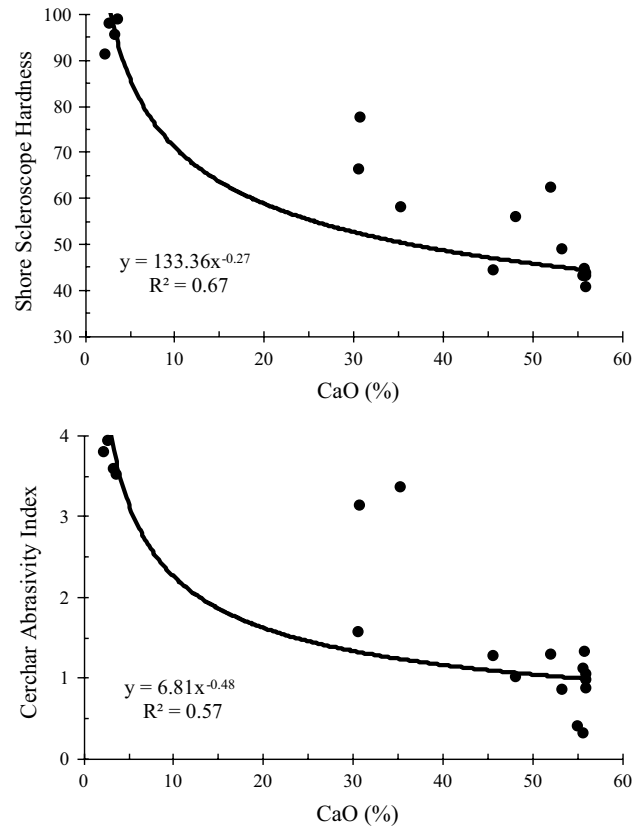 100
90
80
70
60
50
40
30
Shore Scleroscope Hardness
y = 133.36x-0.27
R² = 0.67
0 10 20 30 40 50 60
CaO (%)
4
3
2
1
0
Cerchar Abrasivity Index
y = 6.81x-0.48
R² = 0.57
0 10 20 30 40 50 60
CaO (%)